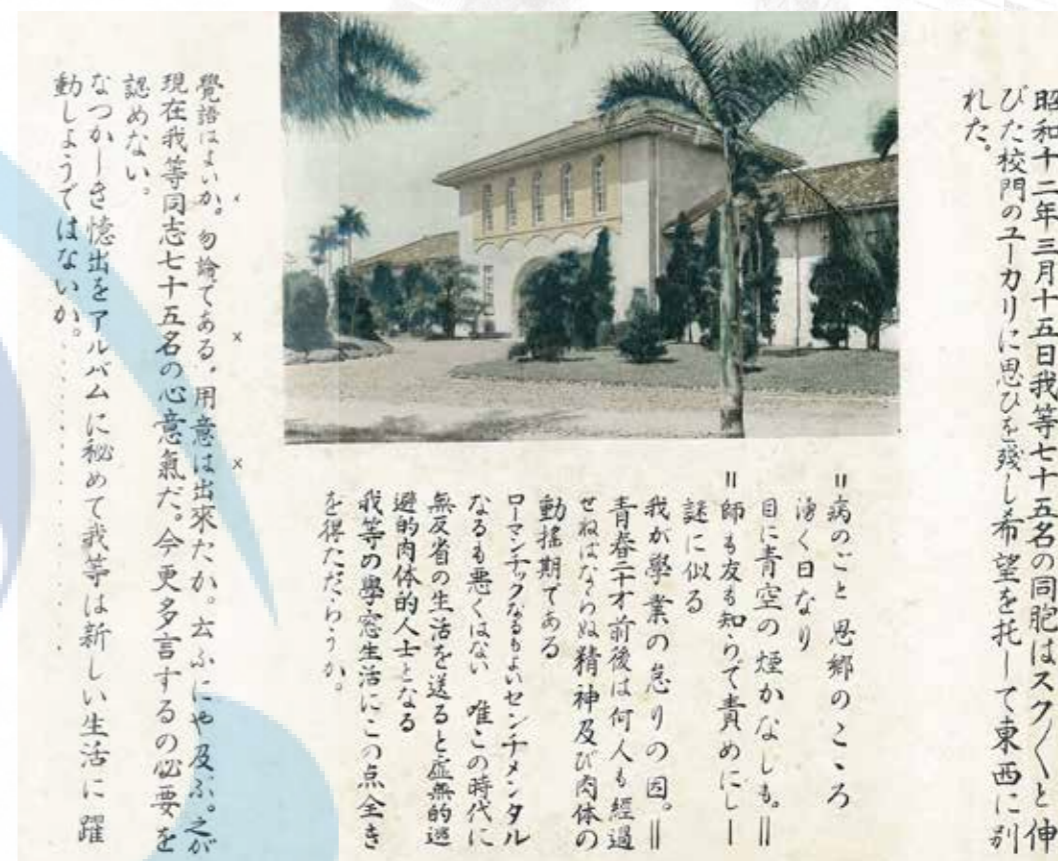 昭和十二年三月十五日我等七十五名の同胞はスク〳〵と伸
びた校門のユーカリに思ひを残し希望を托して東西に別
れた。
〃病のごと思郷のこころ
湧く日なり
目に青空の煙かなしも。〃
〃師も友も知らで責めにし
謎に似る
我が學業の怠りの因。〃
青春二才前後は何人も經過
せねばならぬ精神及び肉体の
動搖期である
ローマンチックなるもよいセンチメンタル
なるも悪くはない 唯この時代に
無反省の生活を送ると虚無的逃
避的肉体的人士となる
我等の學窓生活にこの点全き
を得ただらうか。
× × ×
覺語はよいか。勿論てある。用意は出來たか。云ふにや及ぶ。之が
現在我等同志七十五名の心意氣だ。今更多言するの必要を
認めない。
なつかしき憶出をアルバムに秘めて我等は新しい生活に躍
動しようではないか。・・・・・・・・・・